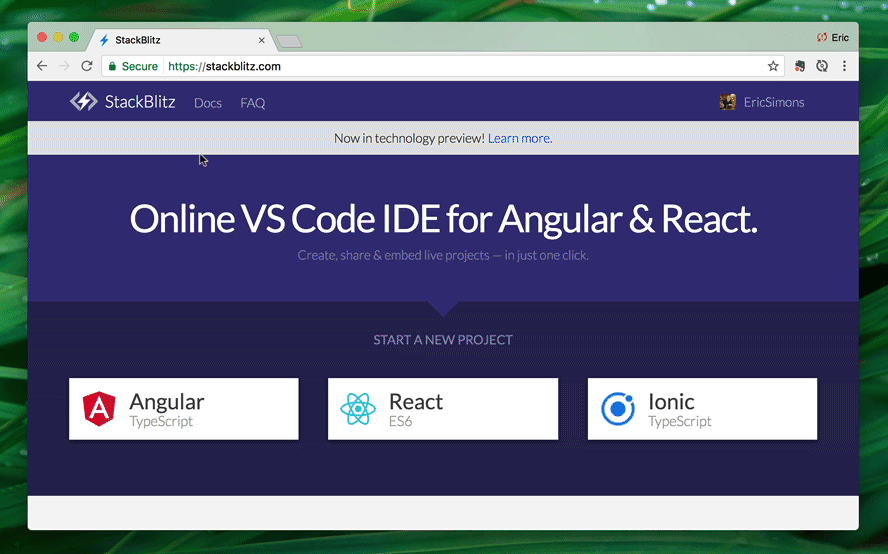 StackBlitz
Eric
Secure
https://stackblitz.com
StackBlitz Docs FAQ EricSimons
Now in technology preview! Learn more.
Online VS Code IDE for Angular & React.
Create, share & embed live projects — in just one click.
START A NEW PROJECT
Angular
TypeScript
React
ES6
Ionic
TypeScript